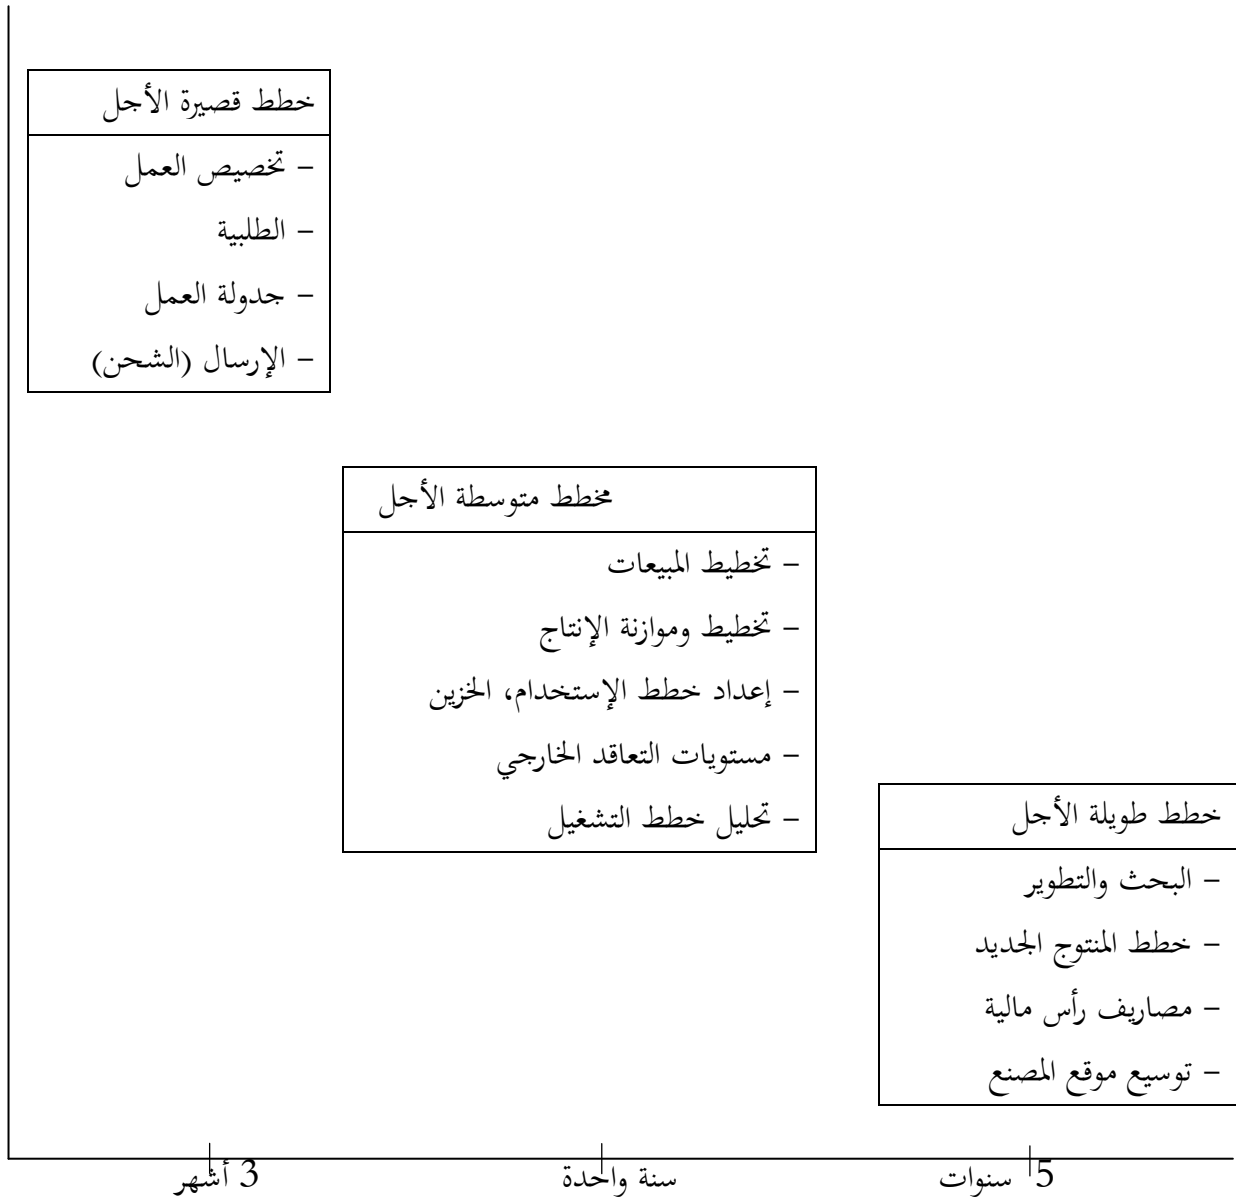 خطط قصيرة الأجل
– تخصيص العمل
– الطلبية
– جدولة العمل
– الإرسال (الشحن)
مخطط متوسطة الأجل
– تخطيط المبيعات
– تخطيط وموازنة الإنتاج
– إعداد خطط الإستخدام، الخزين
– مستويات التعاقد الخارجي
– تحليل خطط التشغيل
خطط طويلة الأجل
– البحث والتطوير
– خطط المنتوج الجديد
– مصاريف رأس مالية
– توسيع موقع المصنع
3 أشهر
سنة واحدة
5 سنوات